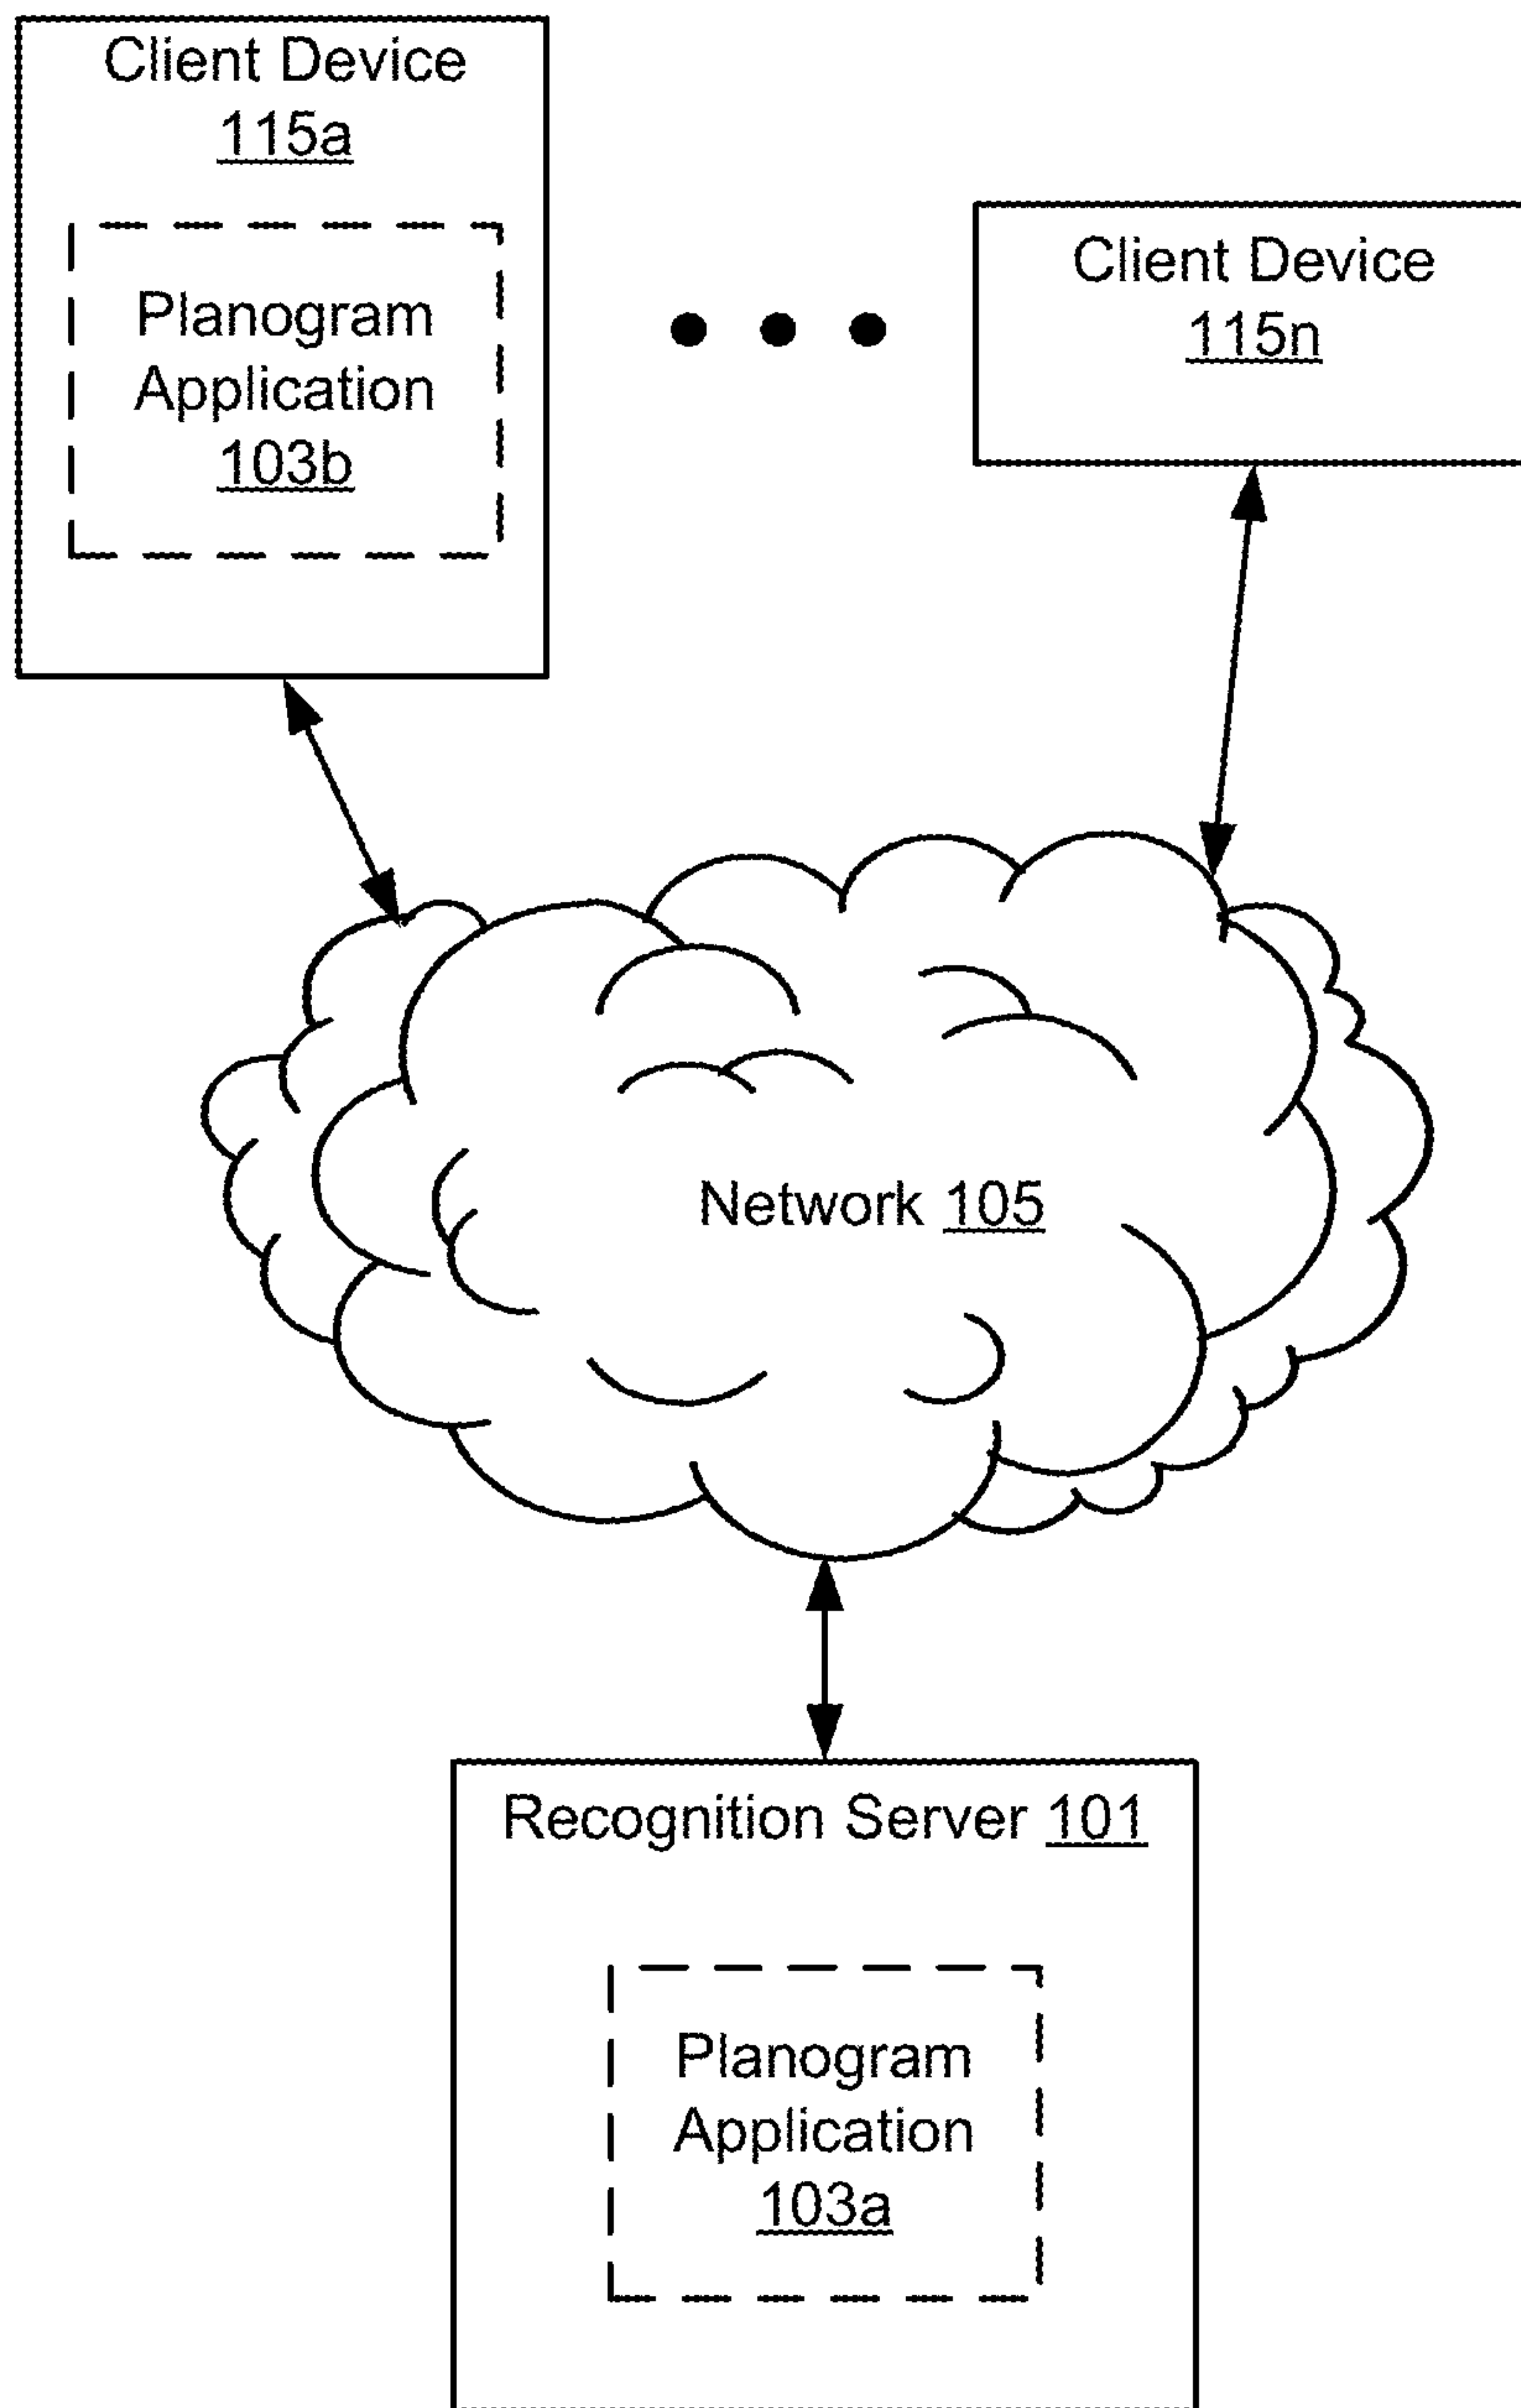 Client Device
115a
Planogram
Application
103b
Client Device
115n
Network 105
Recognition Server 101
Planogram
Application
103a